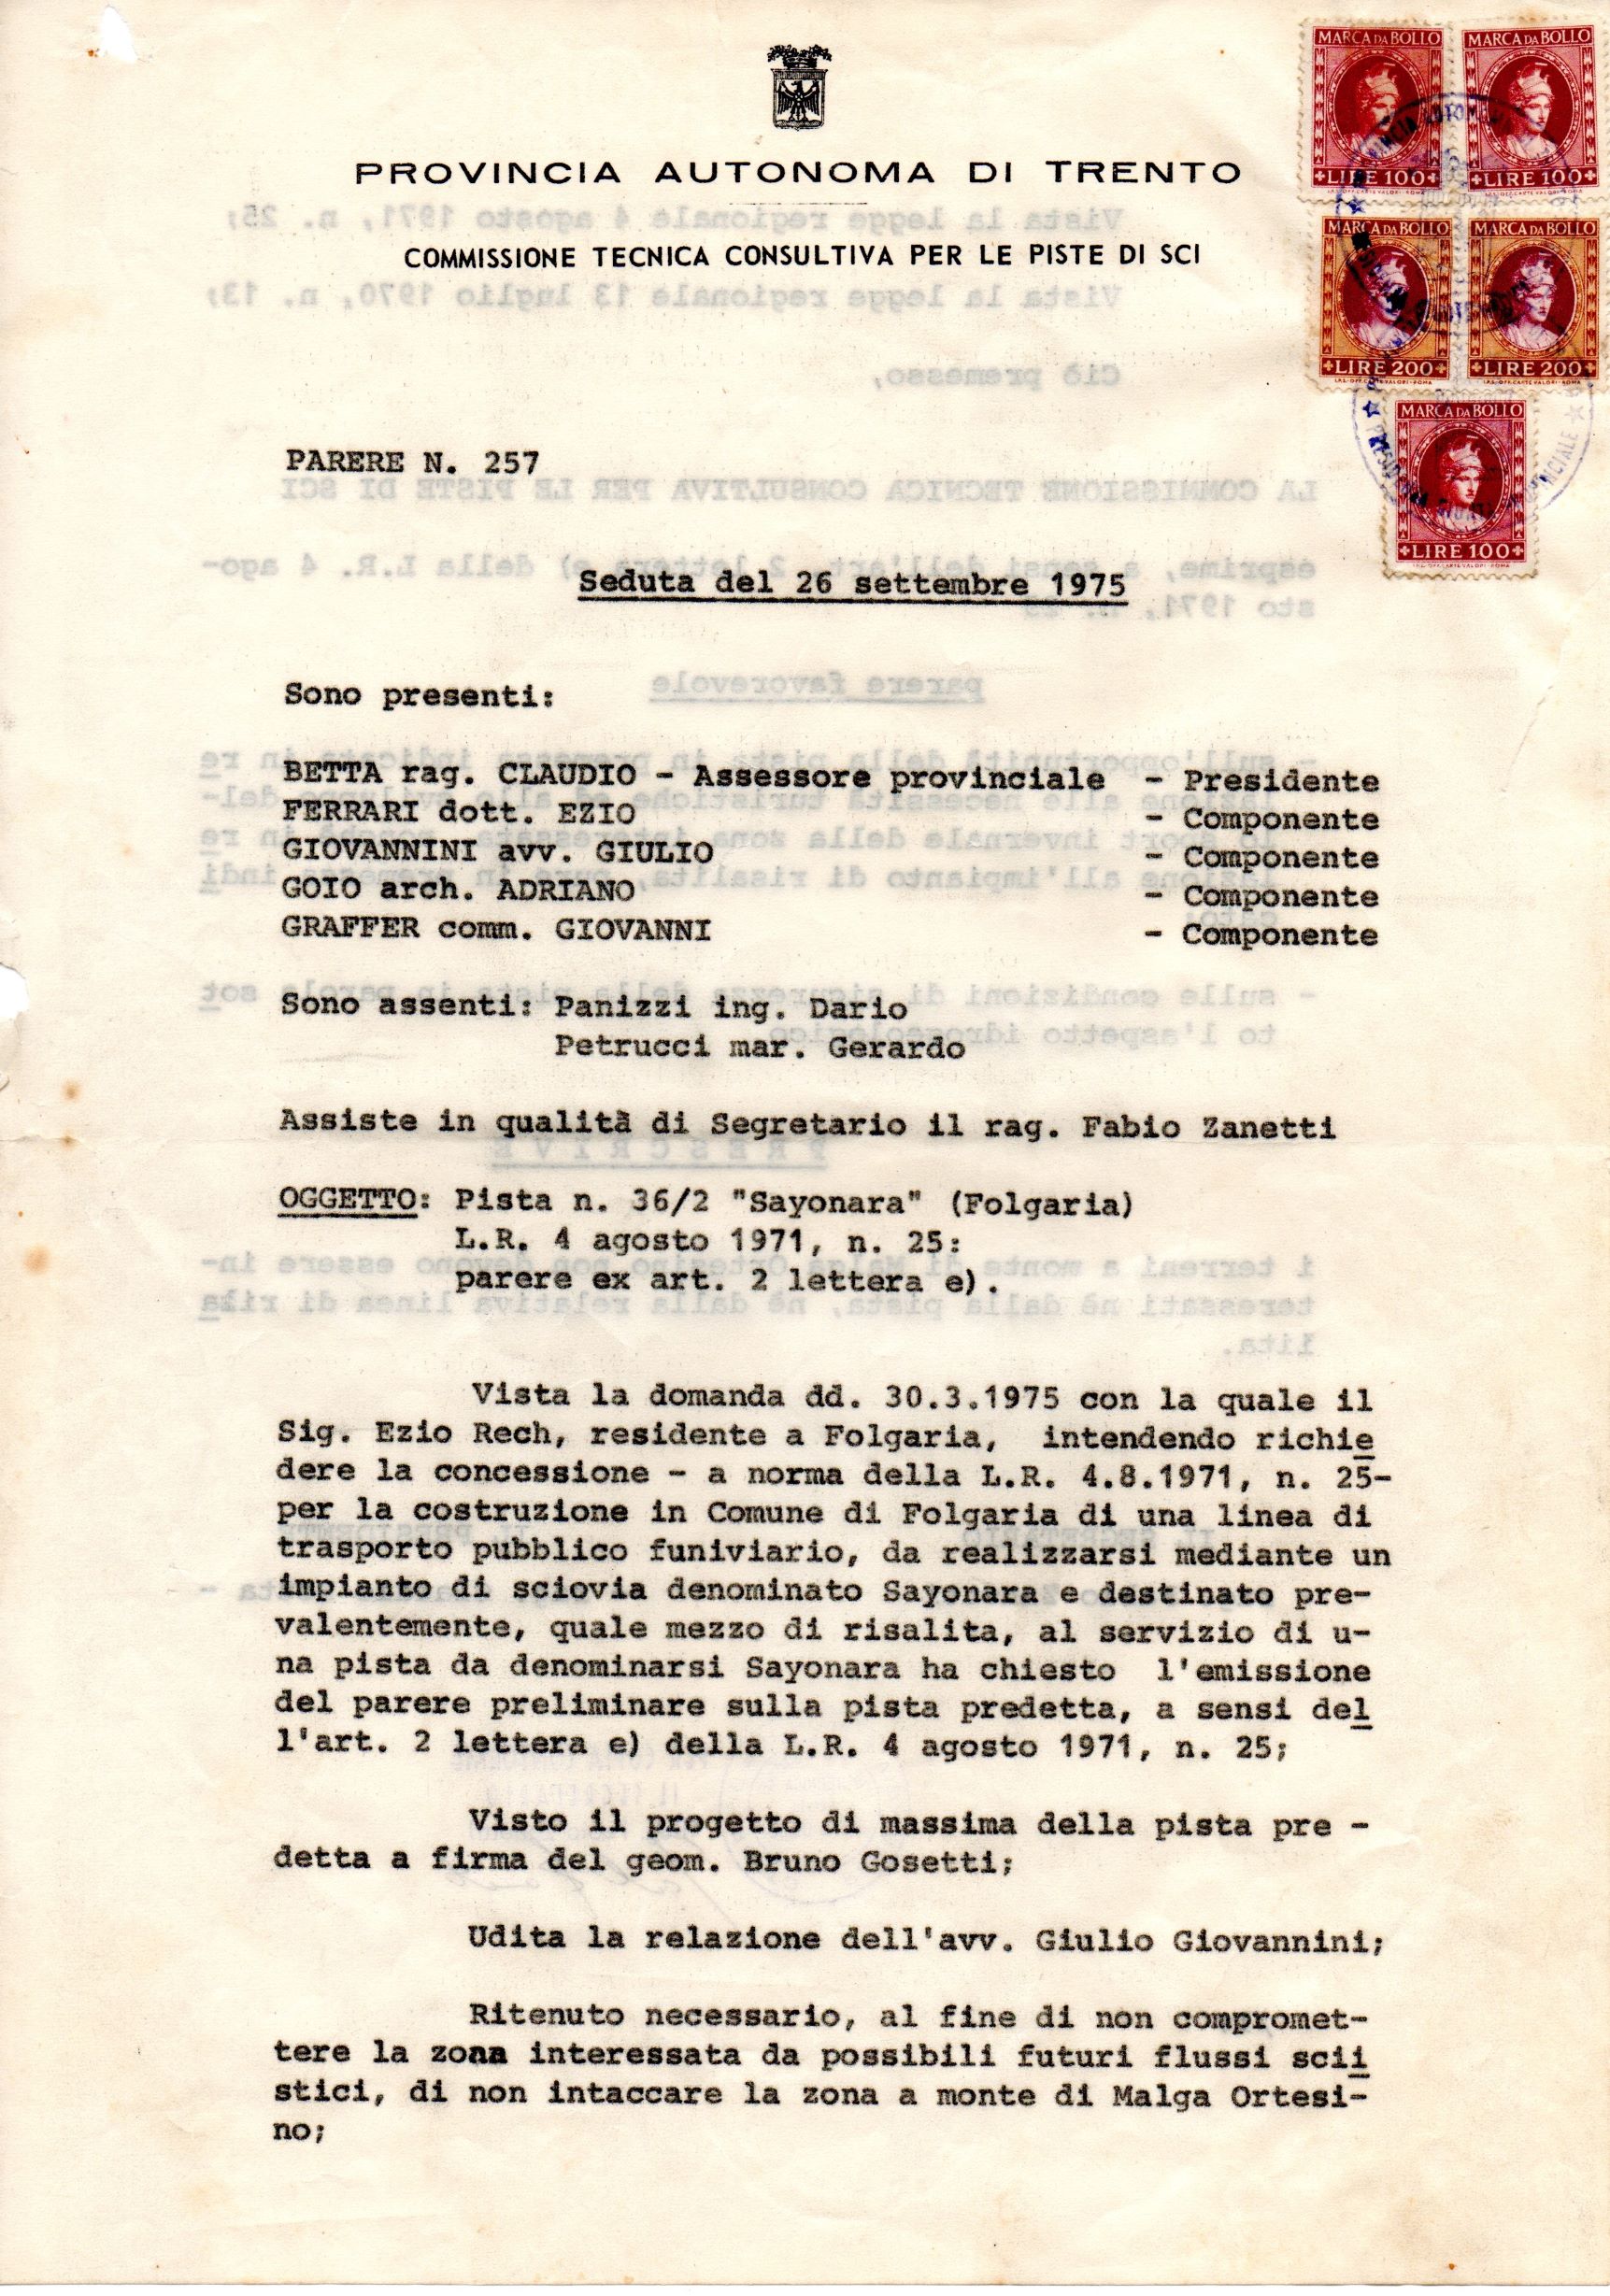 PROVINCIA AUTONOMA DI TRENTO
COMMISSIONE TECNICA CONSULTIVA PER LE PISTE DI SCI
MARCA DA BOLLO
LIRE 100
MARCA DA BOLLO
LIRE 100
MARCA DA BOLLO
LIRE 200
MARCA DA BOLLO
LIRE 200
MARCA DA BOLLO
LIRE 100
PARERE N. 257
Seduta del 26 settembre 1975
Sono presenti:
BETTA rag. CLAUDIO - Assessore provinciale - Presidente
FERRARI dott. EZIO - Componente
GIOVANNINI avv. GIULIO - Componente
GOIO arch. ADRIANO - Componente
GRAFFER comm. GIOVANNI - Componente
Sono assenti: Panizzi ing. Dario
Petrucci mar. Gerardo
Assiste in qualità di Segretario il rag. Fabio Zanetti
OGGETTO: Pista n. 36/2 "Sayonara" (Folgaria)
L.R. 4 agosto 1971, n. 25:
parere ex art. 2 lettera e).
Vista la domanda dd. 30.3.1975 con la quale il
Sig. Ezio Rech, residente a Folgaria, intendendo richie
dere la concessione - a norma della L.R. 4.8.1971, n. 25-
per la costruzione in Comune di Folgaria di una linea di
trasporto pubblico funiviario, da realizzarsi mediante un
impianto di sciovia denominato Sayonara e destinato pre-
valentemente, quale mezzo di risalita, al servizio di u-
na pista da denominarsi Sayonara ha chiesto l'emissione
del parere preliminare sulla pista predetta, a sensi del
l'art. 2 lettera e) della L.R. 4 agosto 1971, n. 25;
Visto il progetto di massima della pista pre -
detta a firma del geom. Bruno Gosetti;
Udita la relazione dell'avv. Giulio Giovannini;
Ritenuto necessario, al fine di non compromet-
tere la zona interessata da possibili futuri flussi scii
stici, di non intaccare la zona a monte di Malga Ortesi-
no;